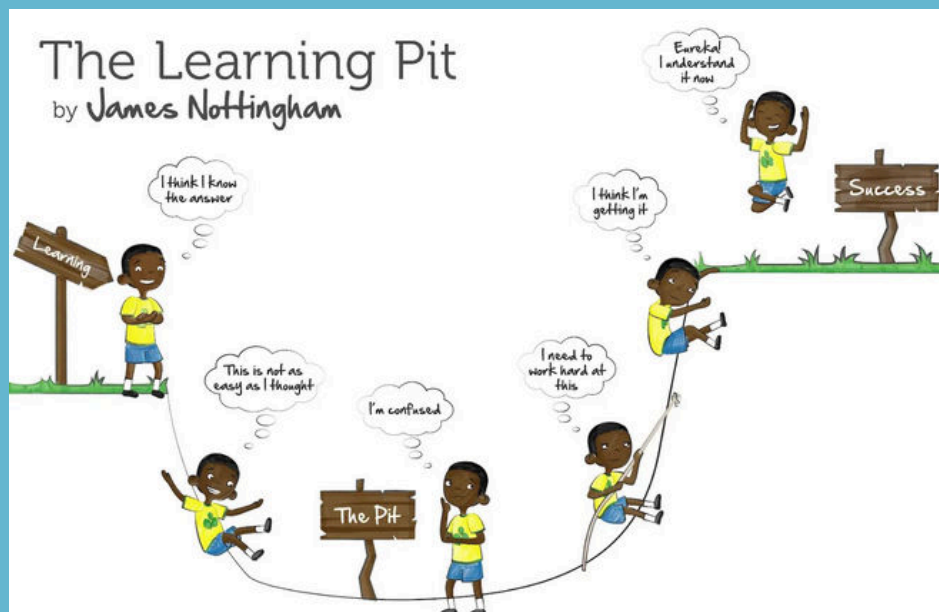 The Learning Pit
by James Nottingham
Eureka!
I understand
it now
I think I know
the answer
I think I'm
getting it
Success
Learning
This is not as
easy as I thought
I'm confused
I need to
work hard at
this
The Pit